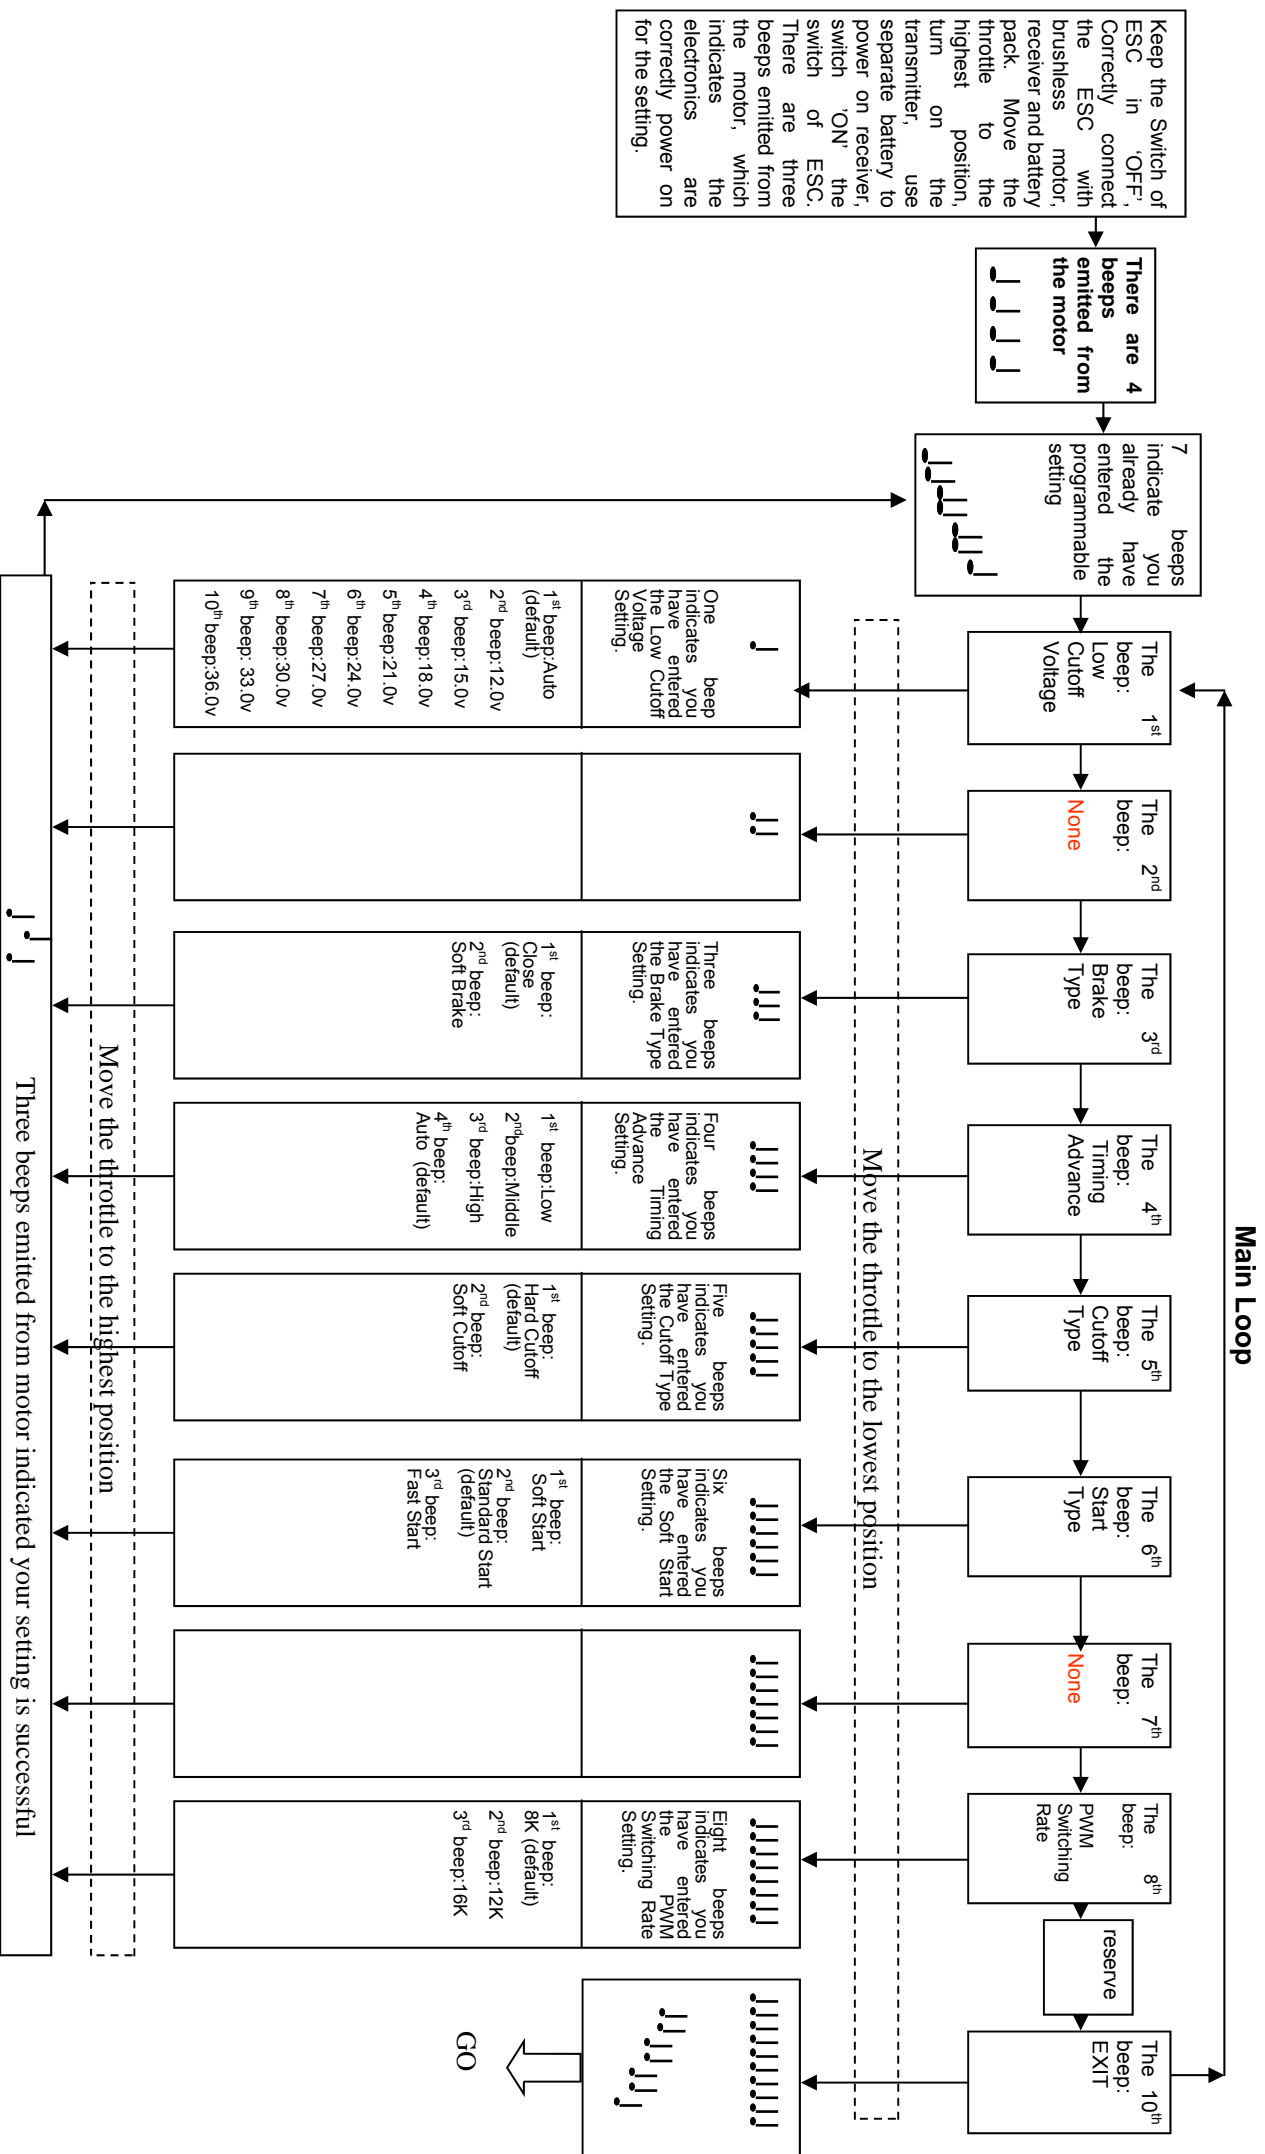 Main Loop
Keep the Switch of
ESC in ‘OFF’,
Correctly connect
the ESC with
brushless motor,
receiver and battery
pack. Move the
throttle to the
highest position,
turn on the
transmitter, use
separate battery to
power on receiver,
switch ’ON’ the
switch of ESC.
There are three
beeps emitted from
the motor, which
indicates the
electronics are
correctly power on
for the setting.
There are 4
beeps
emitted from
the motor
7 beeps
indicate you
already have
entered the
programmable
setting
The 1st
beep:
Low
Cutoff
Voltage
The 2nd
beep:
None
The 3rd
beep:
Brake
Type
The 4th
beep:
Timing
Advance
The 5th
beep:
Cutoff
Type
The 6th
beep:
Start
Type
The 7th
beep:
None
The 8th
beep:
PWM
Switching
Rate
reserve
The 10th
beep:
EXIT
Move the throttle to the lowest position
One beep
indicates you
have entered
the Low Cutoff
Voltage
Setting.
1st beep:Auto
(default)
2nd beep:12.0v
3rd beep:15.0v
4th beep:18.0v
5th beep:21.0v
6th beep:24.0v
7th beep:27.0v
8th beep:30.0v
9th beep: 33.0v
10th beep:36.0v
Three beeps
indicates you
have entered
the Brake Type
Setting.
1st beep:
Close
(default)
2nd beep:
Soft Brake
Four beeps
indicates you
have entered
the Timing
Advance
Setting.
1st beep:Low
2ndbeep:Middle
3rd beep:High
4th beep:
Auto (default)
Five beeps
indicates you
have entered
the Cutoff Type
Setting.
1st beep:
Hard Cutoff
(default)
2nd beep:
Soft Cutoff
Six beeps
indicates you
have entered
the Soft Start
Setting.
1st beep:
Soft Start
2nd beep:
Standard Start
(default)
3rd beep:
Fast Start
Eight beeps
indicates you
have entered
the PWM
Switching Rate
Setting.
1st beep:
8K (default)
2nd beep:12K
3rd beep:16K
GO
Move the throttle to the highest position
Three beeps emitted from motor indicated your setting is successful